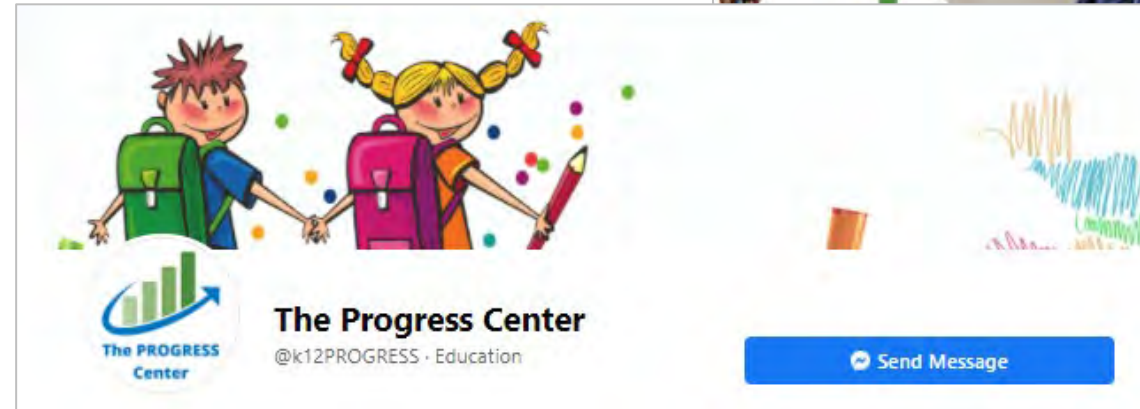 The PROGRESS
Center
The Progress Center
@k12PROGRESS · Education
Send Message